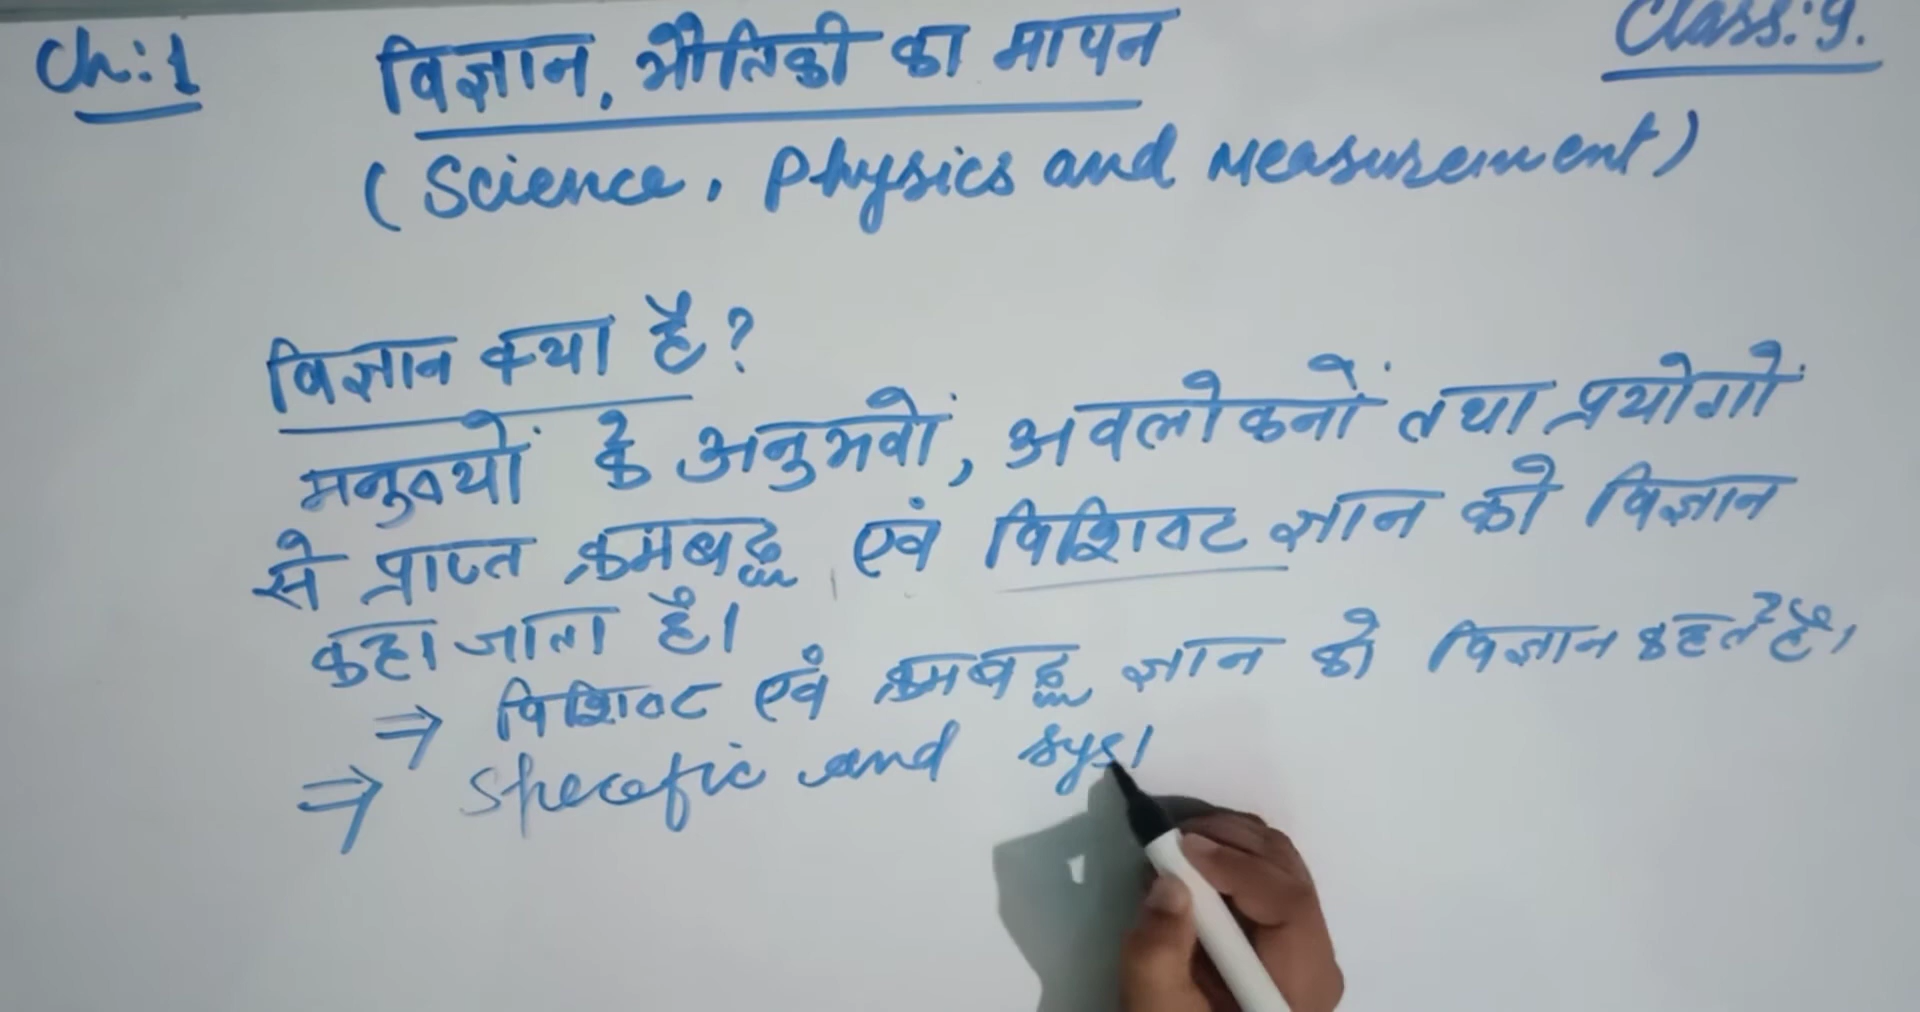 Ch:1
विज्ञान, भौतिकी का मापन
Class:9.
(Science, Physics and Measurement)
विज्ञान क्या है?
मनुष्यों के अनुभवों, अवलोकनों तथा प्रयोगों
से प्राप्त क्रमबद्ध एवं विशिष्ट ज्ञान को विज्ञान
कहा जाता है।
⇒ विशिष्ट एवं क्रमबद्ध ज्ञान को विज्ञान कहते हैं।
⇒ Specific and sys